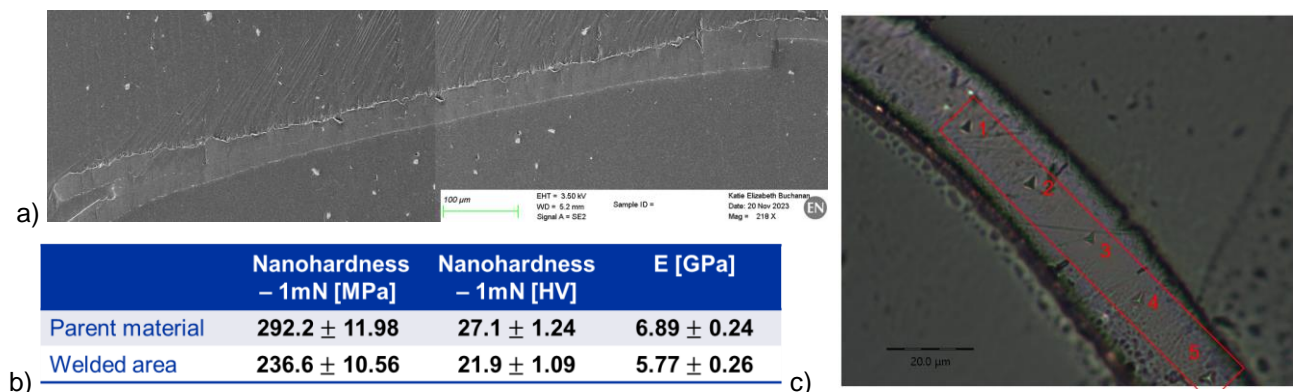 a)
100 µm
EHT = 3.50 kV
WD = 5.2 mm
Signal A = SE2
Sample ID =
Katie Elizabeth Buchanan
Date: 20 Nov 2023
Mag = 218 X
EN
b)
Nanohardness – 1mN [MPa] Nanohardness – 1mN [HV] E [GPa]
Parent material 292.2 ± 11.98 27.1 ± 1.24 6.89 ± 0.24
Welded area 236.6 ± 10.56 21.9 ± 1.09 5.77 ± 0.26
c)
1
2
3
4
5
20.0 µm